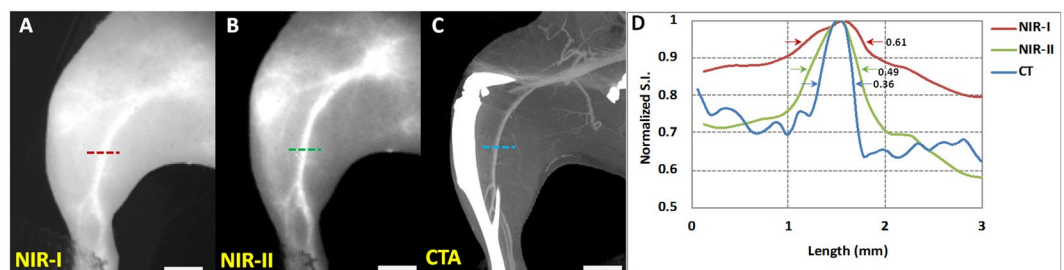 A
B
C
NIR-I
NIR-II
CTA
D
Normalized S.I.
1
0.9
0.8
0.7
0.6
0.5
0.61
0.49
0.36
NIR-I
NIR-II
CT
0
1
2
3
Length (mm)